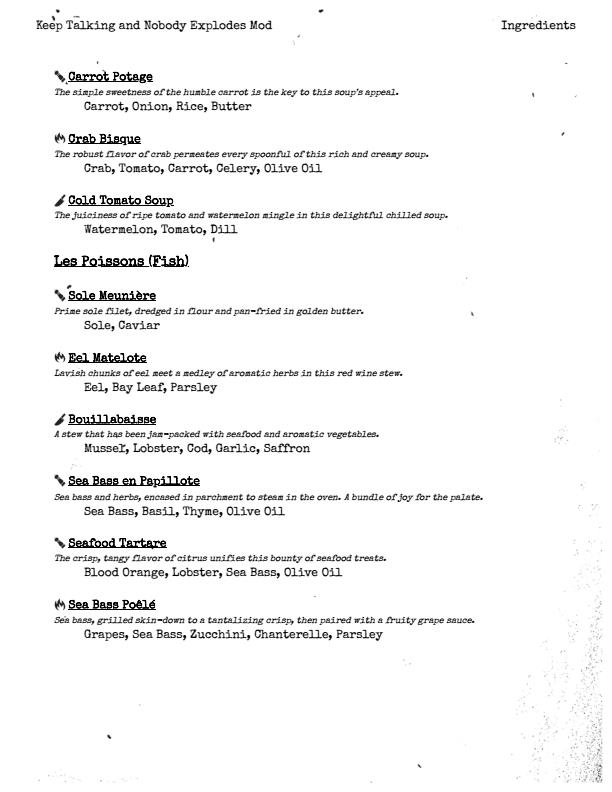 Keep Talking and Nobody Explodes Mod Ingredients
Carrot Potage
The simple sweetness of the humble carrot is the key to this soup's appeal.
Carrot, Onion, Rice, Butter
Crab Bisque
The robust flavor of crab permeates every spoonful of this rich and creamy soup.
Crab, Tomato, Carrot, Celery, Olive Oil
Cold Tomato Soup
The juiciness of ripe tomato and watermelon mingle in this delightful chilled soup.
Watermelon, Tomato, Dill
Les Poissons (Fish)
Sole Meunière
Prime sole filet, dredged in flour and pan-fried in golden butter.
Sole, Caviar
Eel Matelote
Lavish chunks of eel meet a medley of aromatic herbs in this red wine stew.
Eel, Bay Leaf, Parsley
Bouillabaisse
A stew that has been jam-packed with seafood and aromatic vegetables.
Mussel, Lobster, Cod, Garlic, Saffron
Sea Bass en Papillote
Sea bass and herbs, encased in parchment to steam in the oven. A bundle of joy for the palate.
Sea Bass, Basil, Thyme, Olive Oil
Seafood Tartare
The crisp, tangy flavor of citrus unifies this bounty of seafood treats.
Blood Orange, Lobster, Sea Bass, Olive Oil
Sea Bass Poêlé
Sea bass, grilled skin-down to a tantalizing crisp, then paired with a fruity grape sauce.
Grapes, Sea Bass, Zucchini, Chanterelle, Parsley